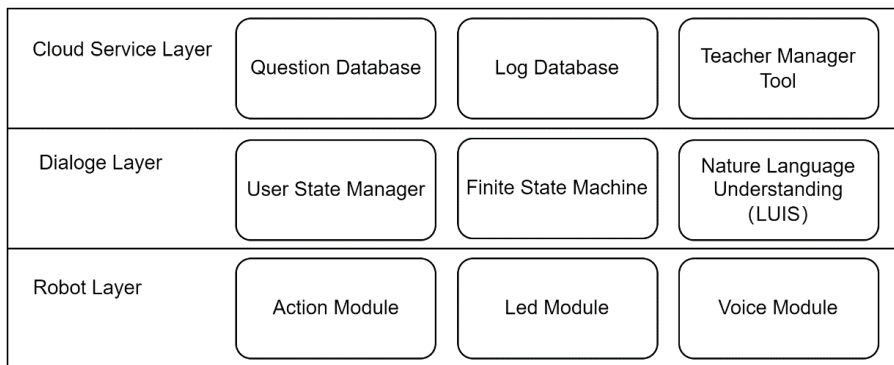 Cloud Service Layer
Question Database
Log Database
Teacher Manager
Tool
Dialoge Layer
User State Manager
Finite State Machine
Nature Language
Understanding
(LUIS)
Robot Layer
Action Module
Led Module
Voice Module